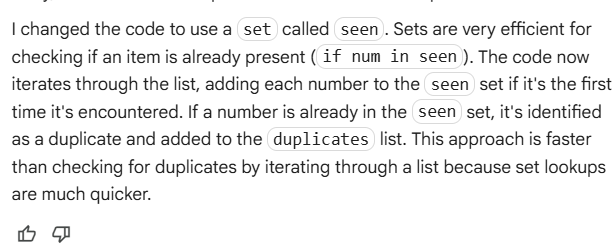 I changed the code to use a set called seen. Sets are very efficient for
checking if an item is already present (if num in seen). The code now
iterates through the list, adding each number to the seen set if it's the first
time it's encountered. If a number is already in the seen set, it's identified
as a duplicate and added to the duplicates list. This approach is faster
than checking for duplicates by iterating through a list because set lookups
are much quicker.